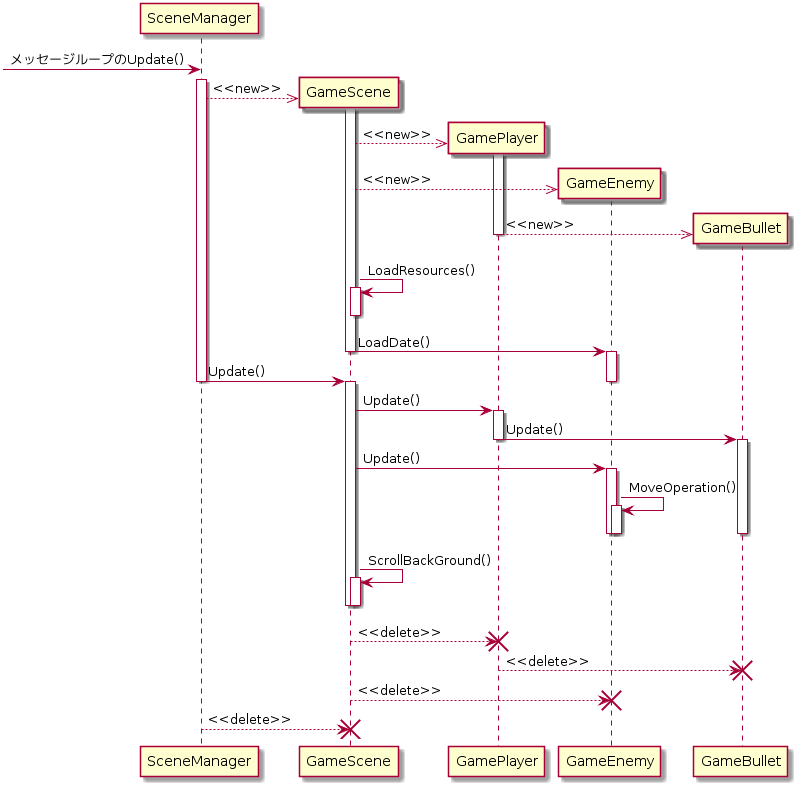 SceneManager
メッセージループのUpdate()
<<new>>
GameScene
<<new>>
GamePlayer
<<new>>
GameEnemy
<<new>>
GameBullet
LoadResources()
LoadDate()
Update()
Update()
Update()
Update()
MoveOperation()
ScrollBackGround()
<<delete>>
<<delete>>
<<delete>>
<<delete>>
SceneManager
GameScene
GamePlayer
GameEnemy
GameBullet